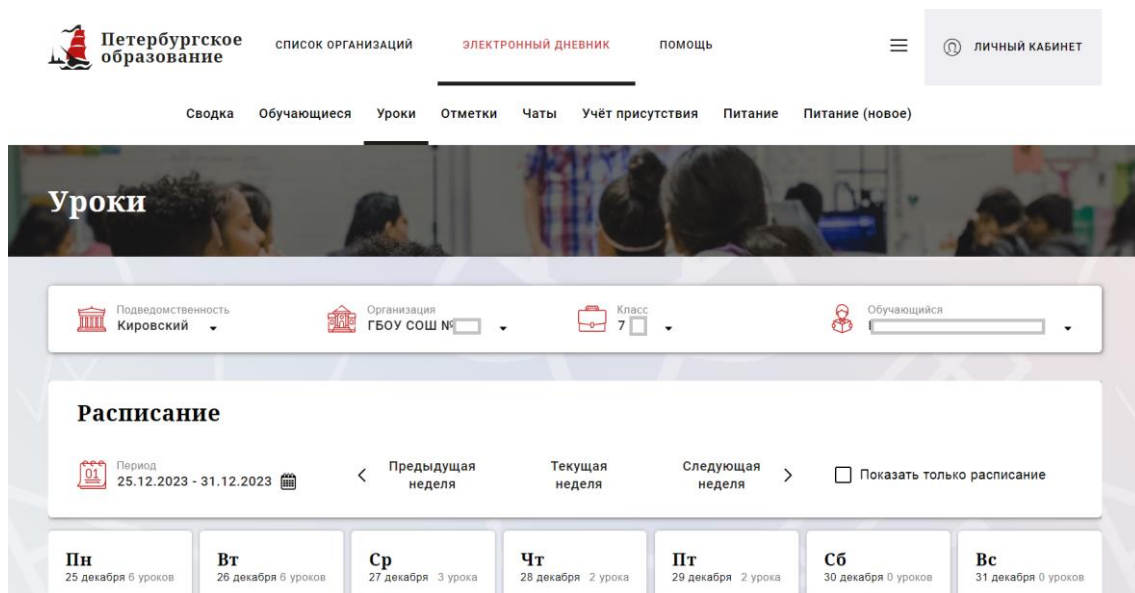 Петербургское
образование
СПИСОК ОРГАНИЗАЦИЙ
ЭЛЕКТРОННЫЙ ДНЕВНИК
ПОМОЩЬ
ЛИЧНЫЙ КАБИНЕТ
Сводка Обучающиеся Уроки Отметки Чаты Учёт присутствия Питание Питание (новое)
Уроки
Подведомственность
Кировский
Организация
ГБОУ СОШ №
Класс
7
Обучающийся
Расписание
01
Период
25.12.2023 - 31.12.2023
Предыдущая
неделя
Текущая
неделя
Следующая
неделя
Показать только расписание
Пн
25 декабря 6 уроков
Вт
26 декабря 6 уроков
Ср
27 декабря 3 урока
Чт
28 декабря 2 урока
Пт
29 декабря 2 урока
Сб
30 декабря 0 уроков
Вс
31 декабря 0 уроков